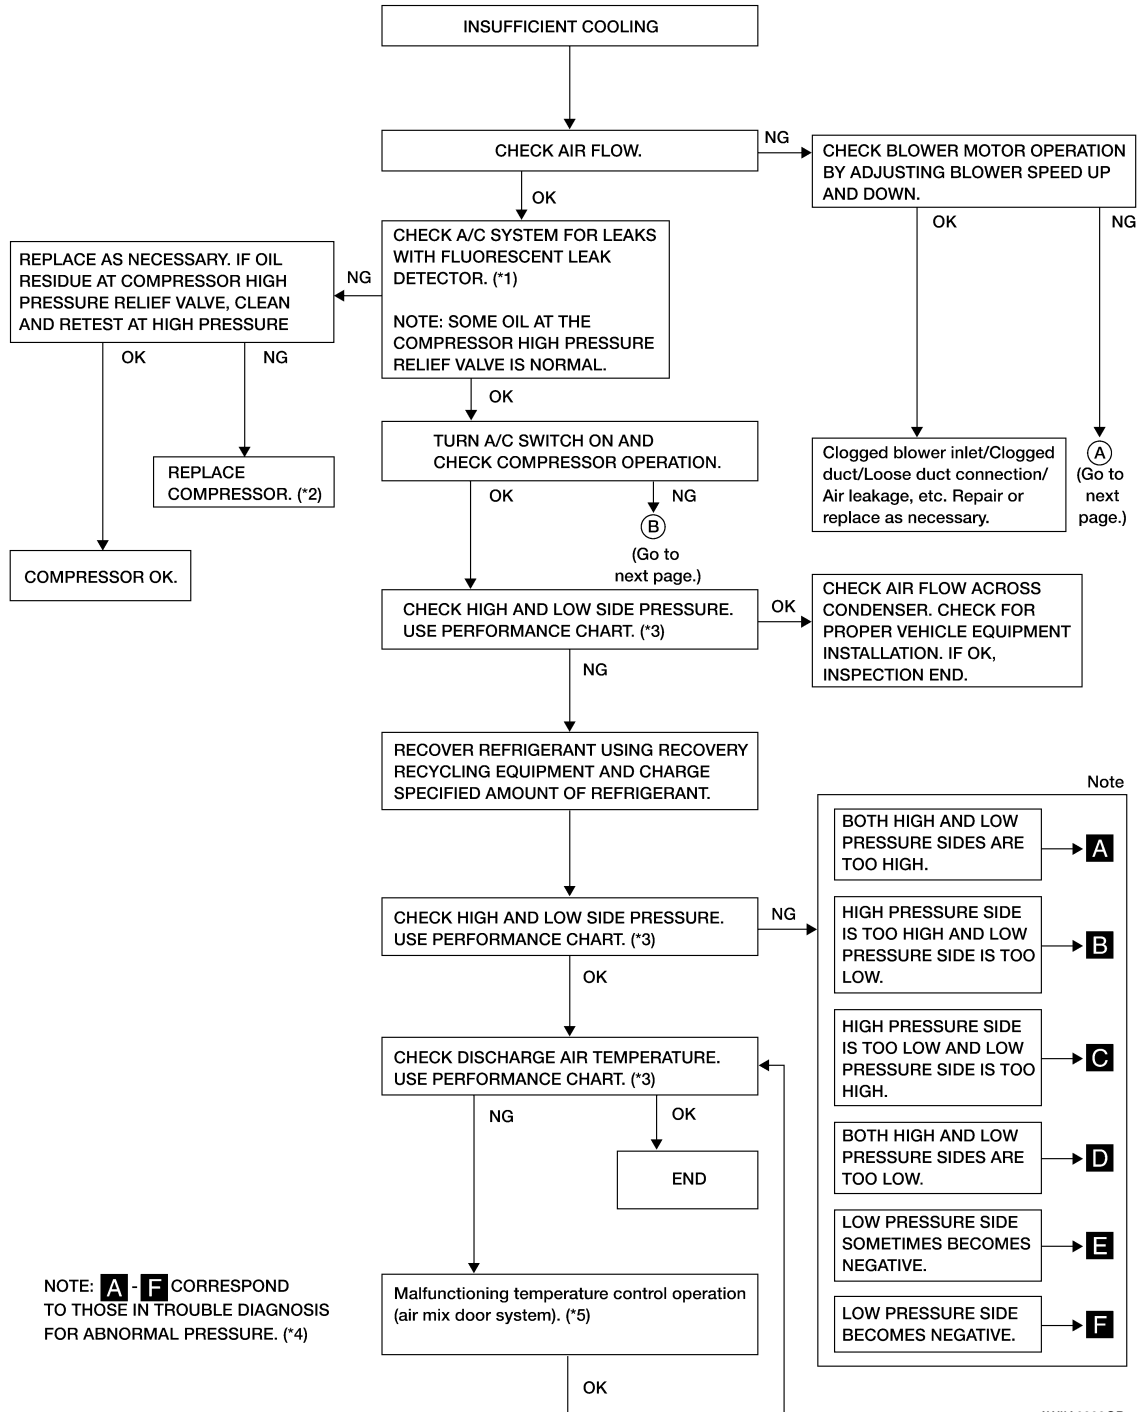 INSUFFICIENT COOLING
CHECK AIR FLOW.
NG
CHECK BLOWER MOTOR OPERATION
BY ADJUSTING BLOWER SPEED UP
AND DOWN.
OK
OK
NG
CHECK A/C SYSTEM FOR LEAKS
WITH FLUORESCENT LEAK
DETECTOR. (*1)
NOTE: SOME OIL AT THE
COMPRESSOR HIGH PRESSURE
RELIEF VALVE IS NORMAL.
NG
REPLACE AS NECESSARY. IF OIL
RESIDUE AT COMPRESSOR HIGH
PRESSURE RELIEF VALVE, CLEAN
AND RETEST AT HIGH PRESSURE
OK
NG
REPLACE
COMPRESSOR. (*2)
COMPRESSOR OK.
OK
TURN A/C SWITCH ON AND
CHECK COMPRESSOR OPERATION.
OK
NG
B
(Go to
next page.)
Clogged blower inlet/Clogged
duct/Loose duct connection/
Air leakage, etc. Repair or
replace as necessary.
A
(Go to
next
page.)
CHECK HIGH AND LOW SIDE PRESSURE.
USE PERFORMANCE CHART. (*3)
OK
CHECK AIR FLOW ACROSS
CONDENSER. CHECK FOR
PROPER VEHICLE EQUIPMENT
INSTALLATION. IF OK,
INSPECTION END.
NG
RECOVER REFRIGERANT USING RECOVERY
RECYCLING EQUIPMENT AND CHARGE
SPECIFIED AMOUNT OF REFRIGERANT.
CHECK HIGH AND LOW SIDE PRESSURE.
USE PERFORMANCE CHART. (*3)
NG
OK
Note
BOTH HIGH AND LOW
PRESSURE SIDES ARE
TOO HIGH.
A
HIGH PRESSURE SIDE
IS TOO HIGH AND LOW
PRESSURE SIDE IS TOO
LOW.
B
HIGH PRESSURE SIDE
IS TOO LOW AND LOW
PRESSURE SIDE IS TOO
HIGH.
C
BOTH HIGH AND LOW
PRESSURE SIDES ARE
TOO LOW.
D
LOW PRESSURE SIDE
SOMETIMES BECOMES
NEGATIVE.
E
LOW PRESSURE SIDE
BECOMES NEGATIVE.
F
CHECK DISCHARGE AIR TEMPERATURE.
USE PERFORMANCE CHART. (*3)
NG
OK
END
Malfunctioning temperature control operation
(air mix door system). (*5)
OK
NOTE: A - F CORRESPOND
TO THOSE IN TROUBLE DIAGNOSIS
FOR ABNORMAL PRESSURE. (*4)